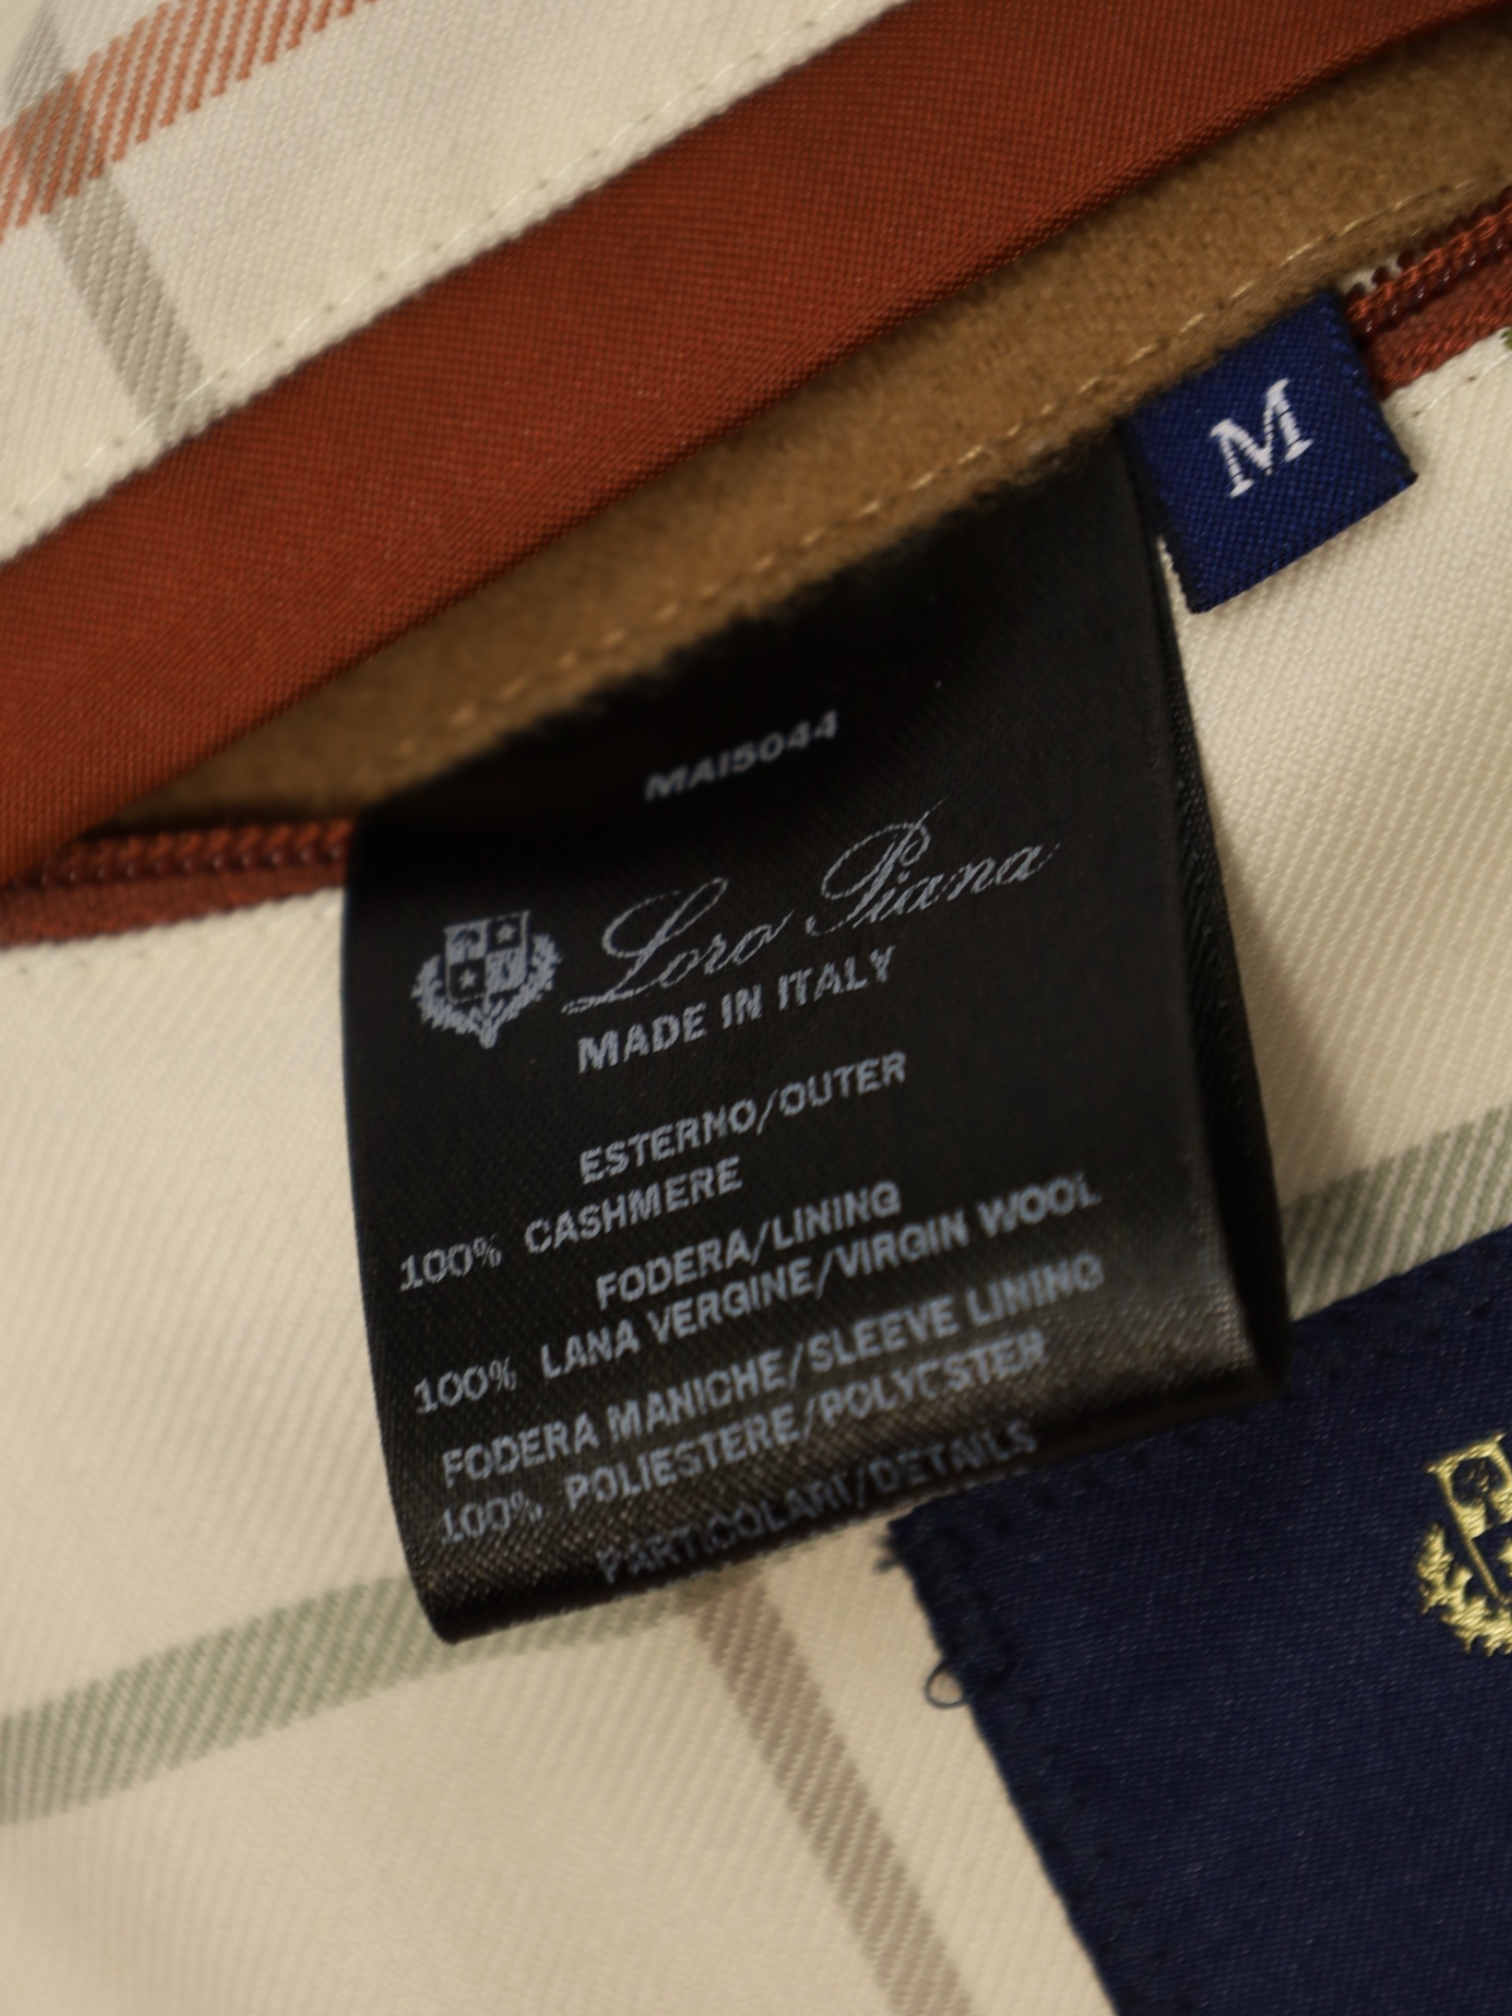 M
MAI5044
Loro Piana
MADE IN ITALY
ESTERNO/OUTER
100% CASHMERE
FODERA/LINING
100% LANA VERGINE/VIRGIN WOOL
FODERA MANICHE/SLEEVE LINING
100% POLIESTERE/POLYESTER
PARTICOLARI/DETAILS